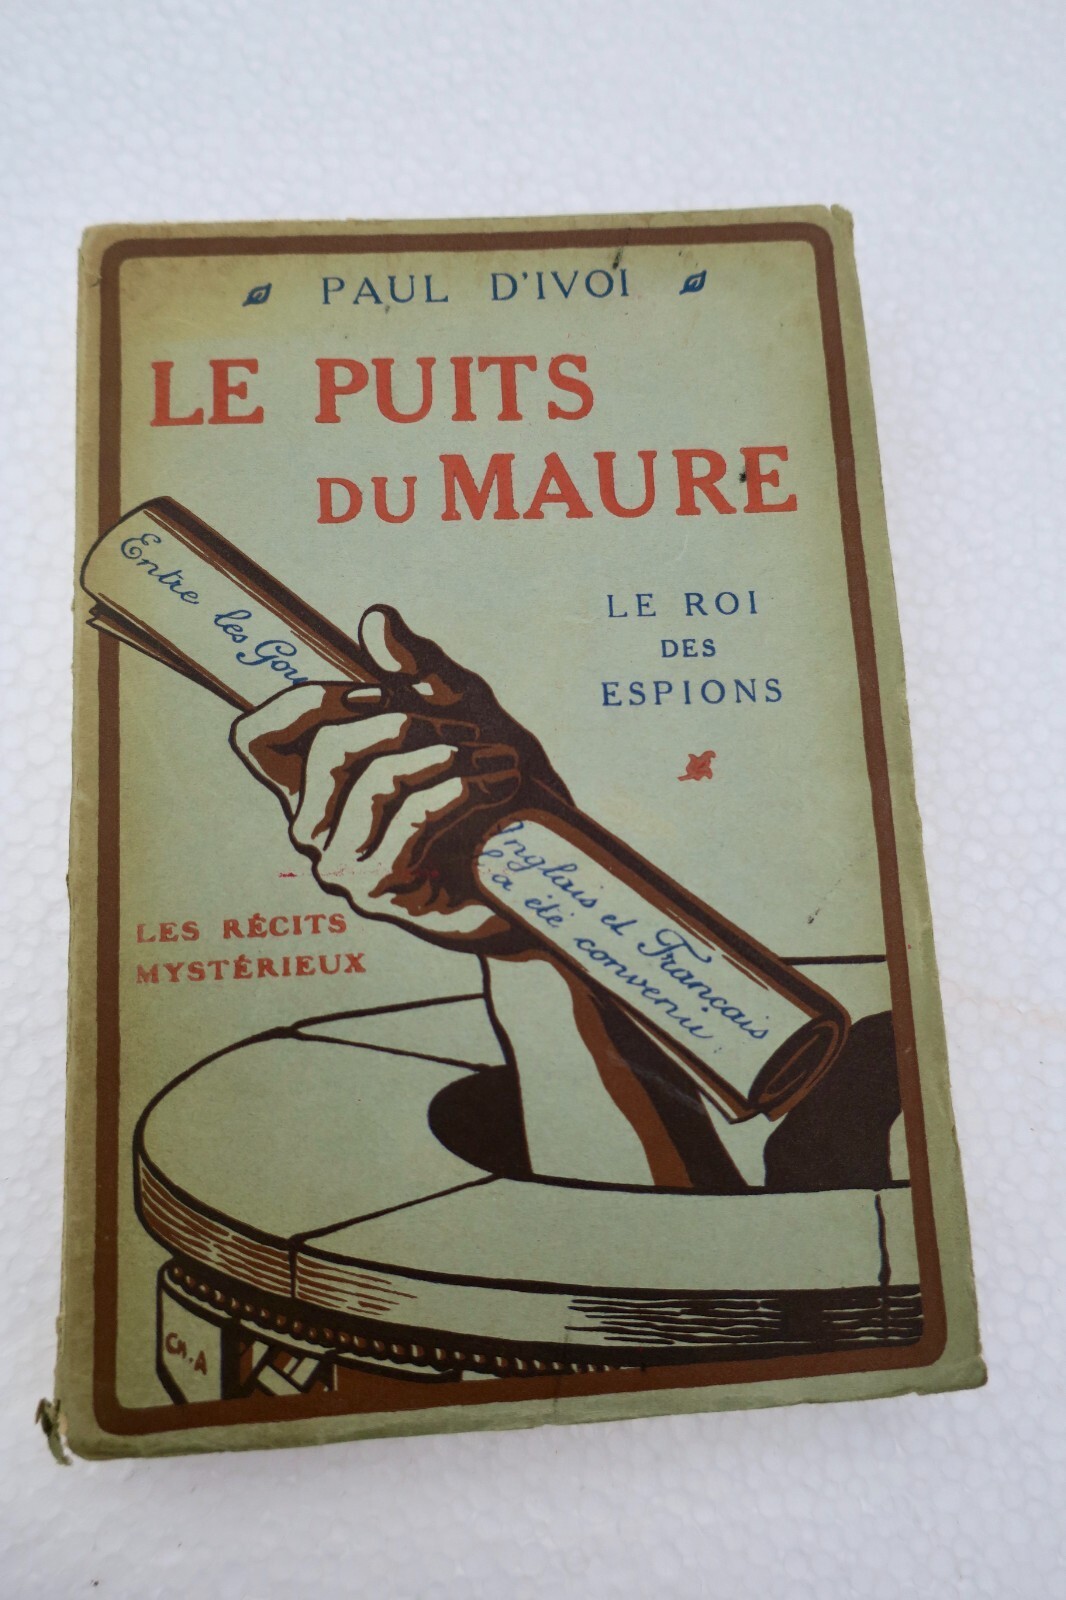 PAUL D'IVOI
LE PUITS
DU MAURE
LE ROI
DES
ESPIONS
Entre les Gou
Inglais et Français
a été convenu
LES RÉCITS
MYSTÉRIEUX
CH.A